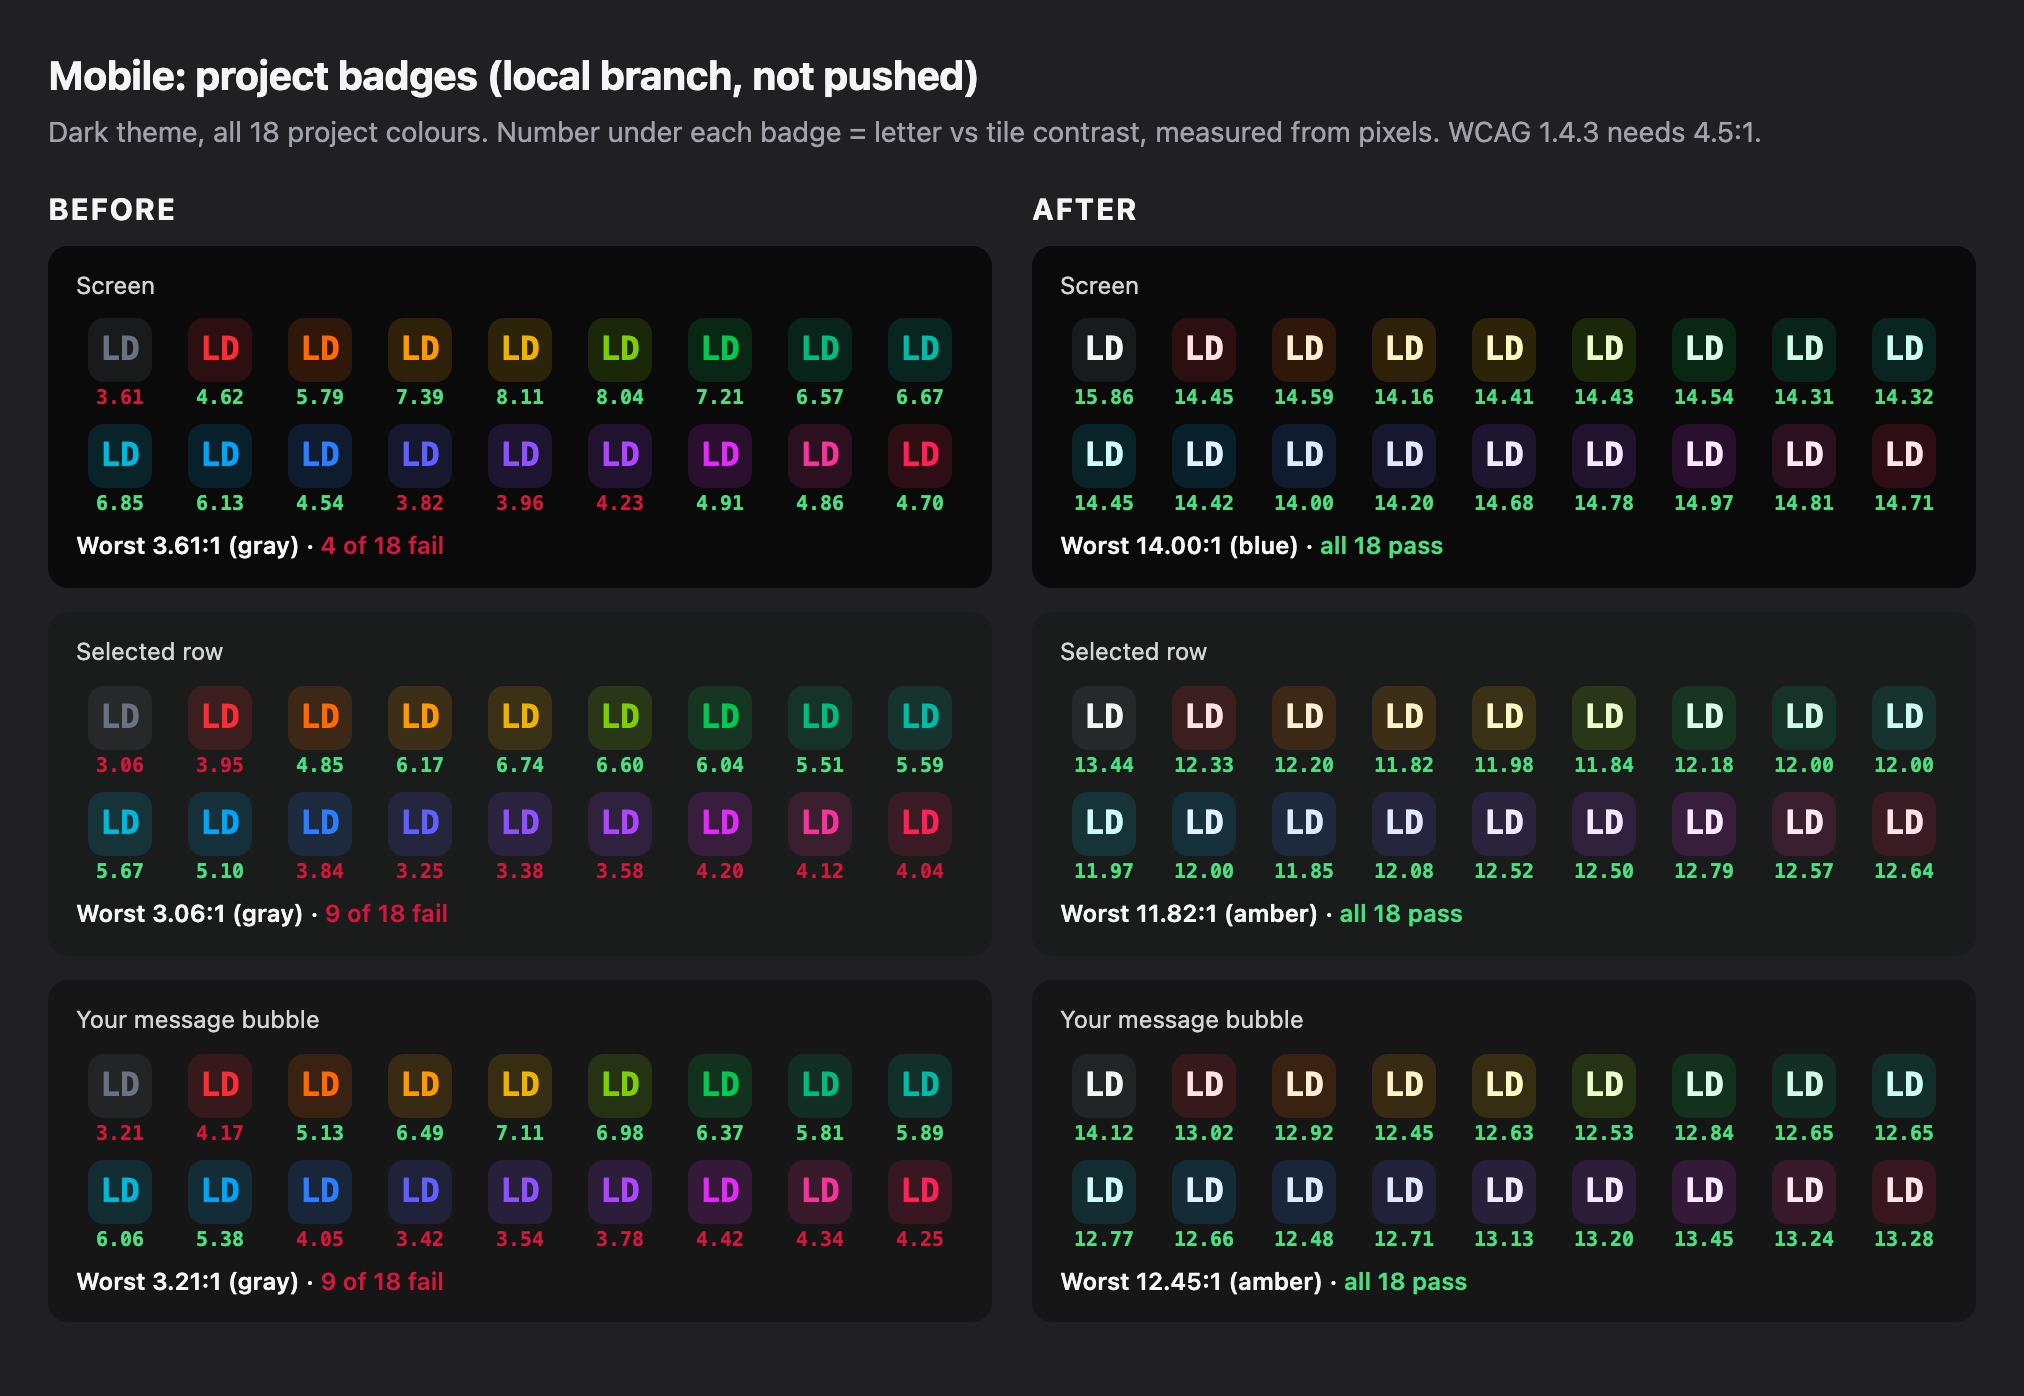 Mobile: project badges (local branch, not pushed)
Dark theme, all 18 project colours. Number under each badge = letter vs tile contrast, measured from pixels. WCAG 1.4.3 needs 4.5:1.
BEFORE
Screen
LD LD LD LD LD LD LD LD LD
3.61 4.62 5.79 7.39 8.11 8.04 7.21 6.57 6.67
LD LD LD LD LD LD LD LD LD
6.85 6.13 4.54 3.82 3.96 4.23 4.91 4.86 4.70
Worst 3.61:1 (gray) · 4 of 18 fail
Selected row
LD LD LD LD LD LD LD LD LD
3.06 3.95 4.85 6.17 6.74 6.60 6.04 5.51 5.59
LD LD LD LD LD LD LD LD LD
5.67 5.10 3.84 3.25 3.38 3.58 4.20 4.12 4.04
Worst 3.06:1 (gray) · 9 of 18 fail
Your message bubble
LD LD LD LD LD LD LD LD LD
3.21 4.17 5.13 6.49 7.11 6.98 6.37 5.81 5.89
LD LD LD LD LD LD LD LD LD
6.06 5.38 4.05 3.42 3.54 3.78 4.42 4.34 4.25
Worst 3.21:1 (gray) · 9 of 18 fail
AFTER
Screen
LD LD LD LD LD LD LD LD LD
15.86 14.45 14.59 14.16 14.41 14.43 14.54 14.31 14.32
LD LD LD LD LD LD LD LD LD
14.45 14.42 14.00 14.20 14.68 14.78 14.97 14.81 14.71
Worst 14.00:1 (blue) · all 18 pass
Selected row
LD LD LD LD LD LD LD LD LD
13.44 12.33 12.20 11.82 11.98 11.84 12.18 12.00 12.00
LD LD LD LD LD LD LD LD LD
11.97 12.00 11.85 12.08 12.52 12.50 12.79 12.57 12.64
Worst 11.82:1 (amber) · all 18 pass
Your message bubble
LD LD LD LD LD LD LD LD LD
14.12 13.02 12.92 12.45 12.63 12.53 12.84 12.65 12.65
LD LD LD LD LD LD LD LD LD
12.77 12.66 12.48 12.71 13.13 13.20 13.45 13.24 13.28
Worst 12.45:1 (amber) · all 18 pass